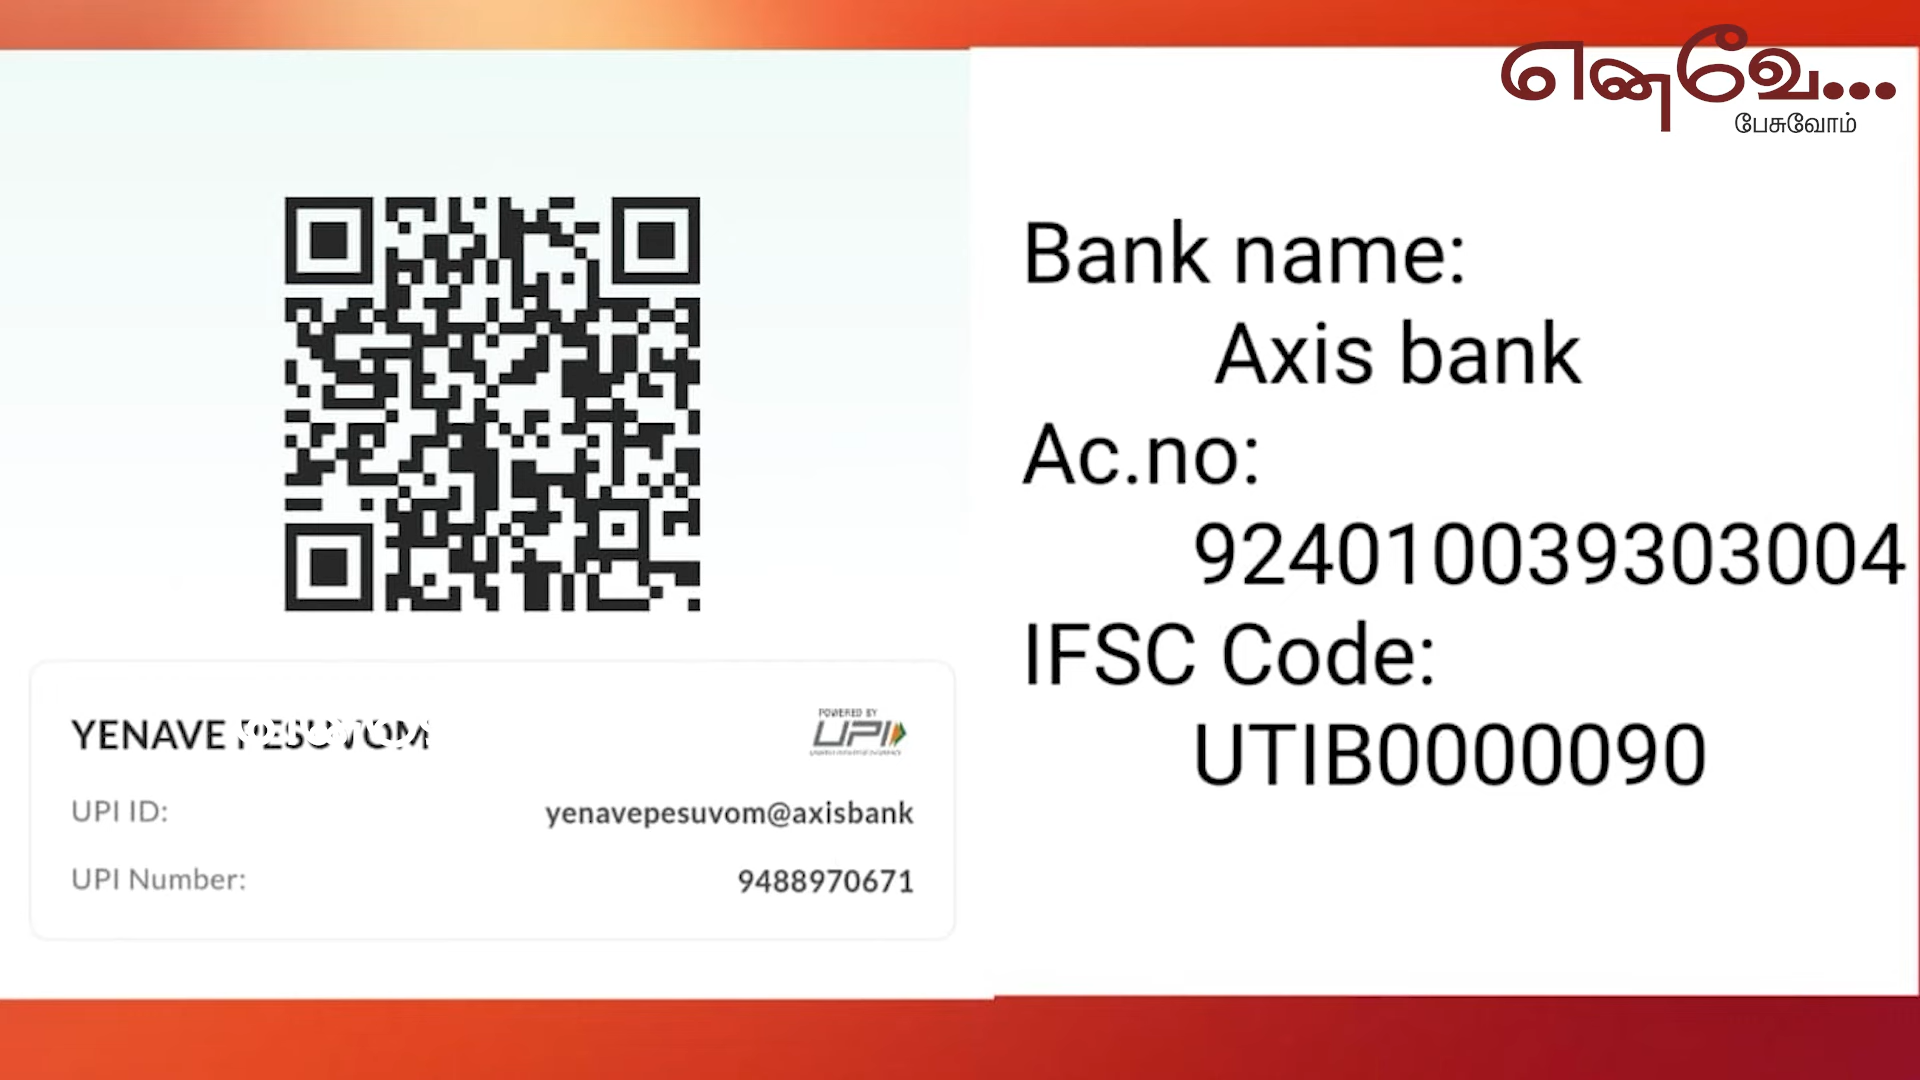 எனவே...
பேசுவோம்
Bank name:
Axis bank
Ac.no:
924010039303004
IFSC Code:
UTIB0000090
YENAVE PESUVOM
POWERED BY
UPI
UPI ID:
yenavepesuvom@axisbank
UPI Number:
9488970671